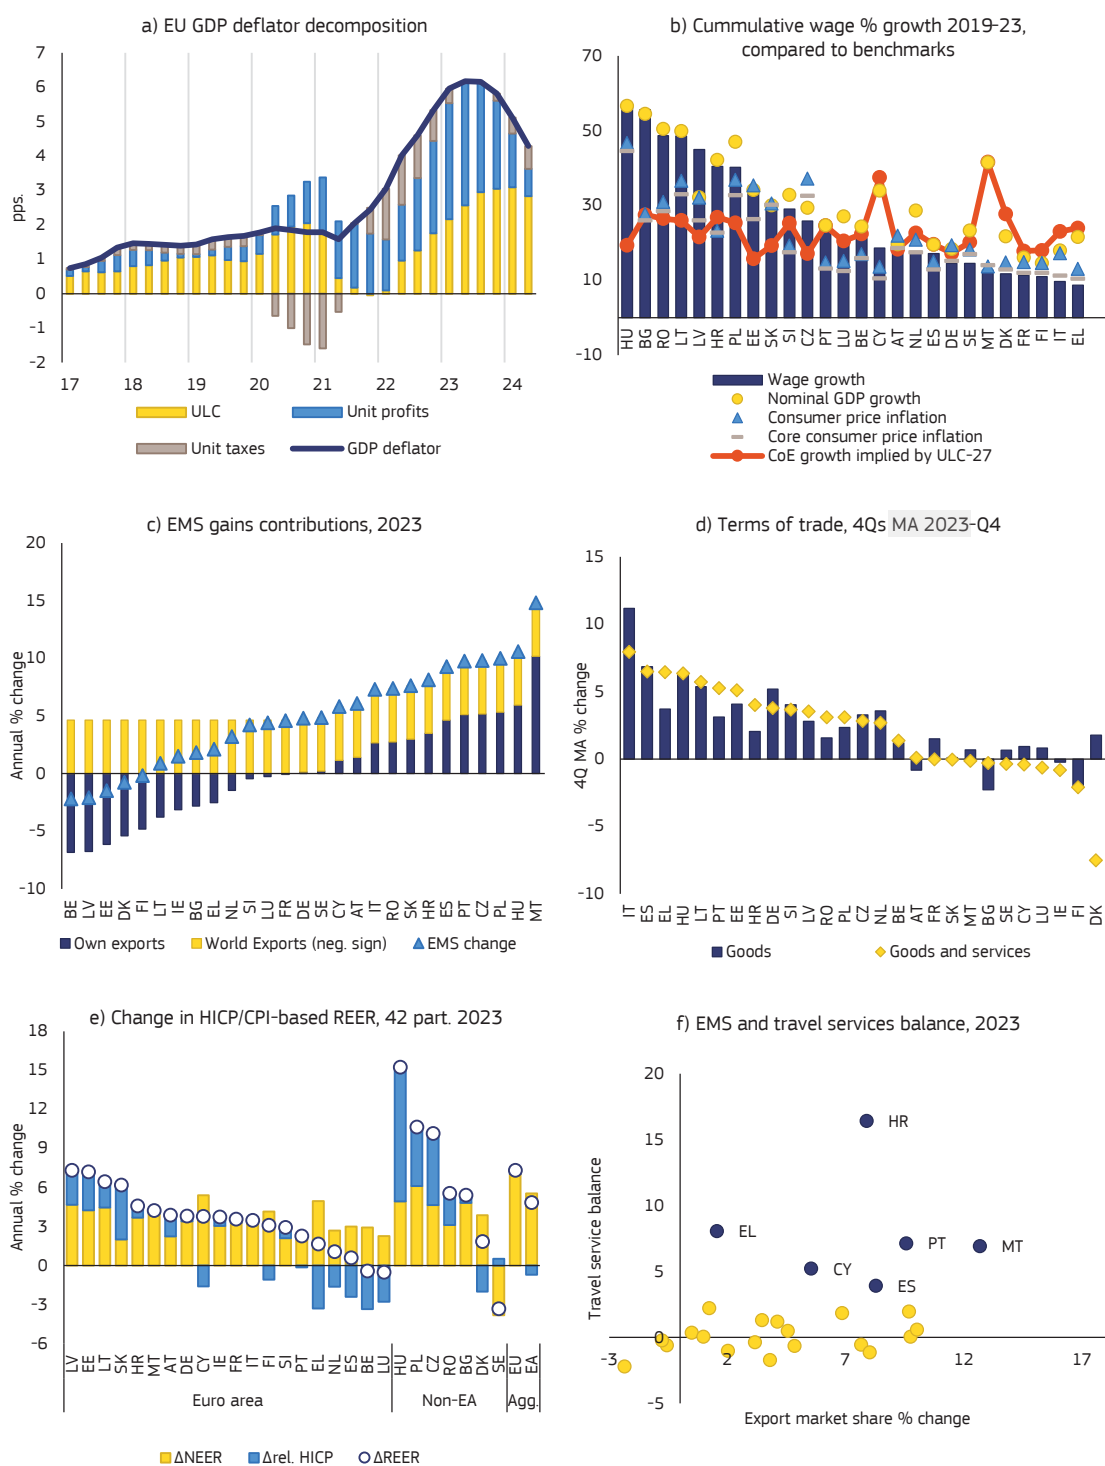 a) EU GDP deflator decomposition
7
6
5
4
3
2
1
0
-1
-2
pps.
17 18 19 20 21 22 23 24
ULC Unit profits
Unit taxes GDP deflator
b) Cummulative wage % growth 2019-23,
compared to benchmarks
70
50
30
10
-10
HU BG RO LT LV HR PL EE SK SI CZ PT LU BE CY AT NL ES DE SE MT DK FR FI IT EL
Wage growth
Nominal GDP growth
Consumer price inflation
Core consumer price inflation
CoE growth implied by ULC-27
c) EMS gains contributions, 2023
20
15
10
5
0
-5
-10
Annual % change
BE LV EE DK FI LT IE BG EL NL SI LU FR DE SE CY AT IT RO SK HR ES PT CZ PL HU MT
Own exports World Exports (neg. sign) EMS change
d) Terms of trade, 4Qs MA 2023-Q4
15
10
5
0
-5
-10
4Q MA % change
IT ES EL HU LT PT EE HR DE SI LV RO PL CZ NL BE AT FR SK MT BG SE CY LU IE FI DK
Goods Goods and services
e) Change in HICP/CPI-based REER, 42 part. 2023
18
15
12
9
6
3
0
-3
-6
Annual % change
LV EE LT SK HR MT AT DE CY IE FR IT FI SI PT EL NL ES BE LU HU PL CZ RO BG DK SE EU EA
Euro area Non-EA Agg.
ΔNEER Δrel. HICP ΔREER
f) EMS and travel services balance, 2023
20
15
10
5
0
-5
Travel service balance
HR
EL
PT
MT
CY
ES
-3 2 7 12 17
Export market share % change